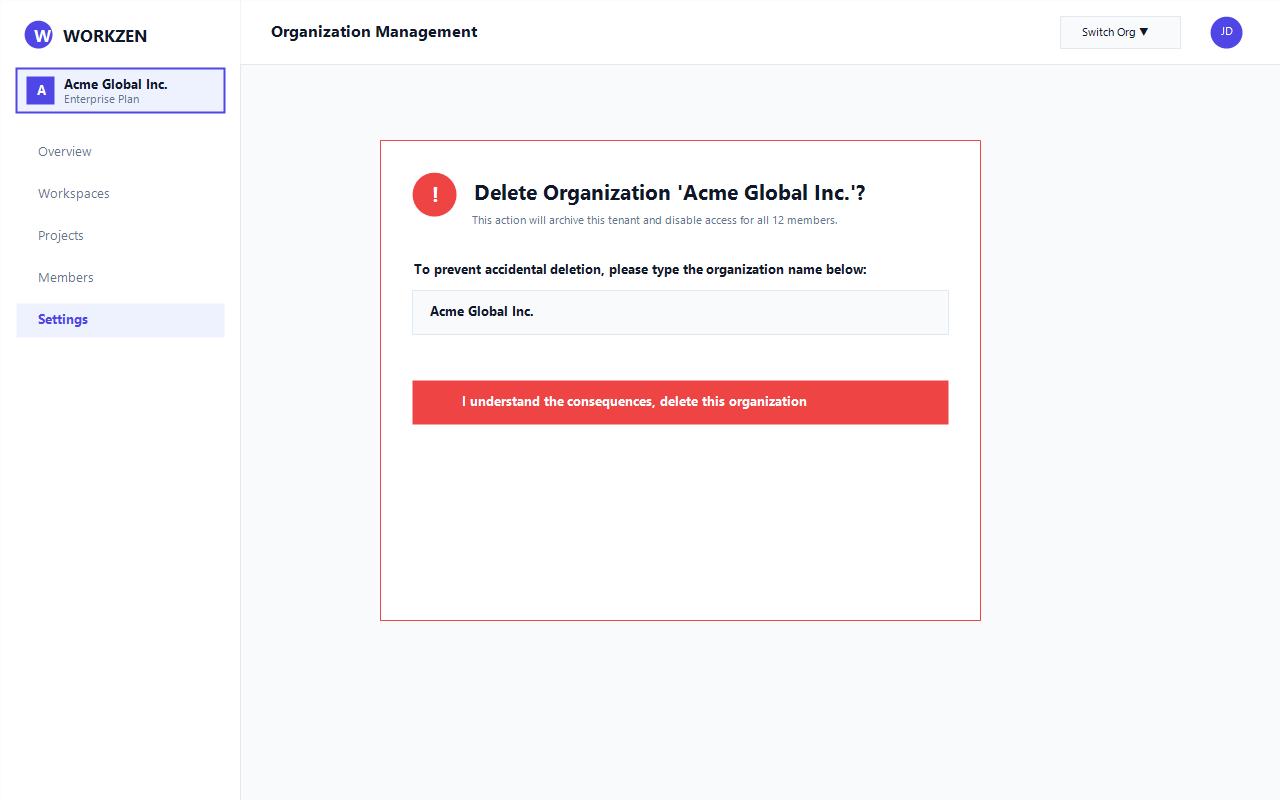 W WORKZEN
Organization Management
Switch Org ▼
JD
A
Acme Global Inc.
Enterprise Plan
Overview
Workspaces
Projects
Members
Settings
!
Delete Organization 'Acme Global Inc.'?
This action will archive this tenant and disable access for all 12 members.
To prevent accidental deletion, please type the organization name below:
Acme Global Inc.
I understand the consequences, delete this organization